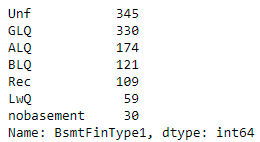 Unf 345
GLQ 330
ALQ 174
BLQ 121
Rec 109
LwQ 59
nobasement 30
Name: BsmtFinType1, dtype: int64